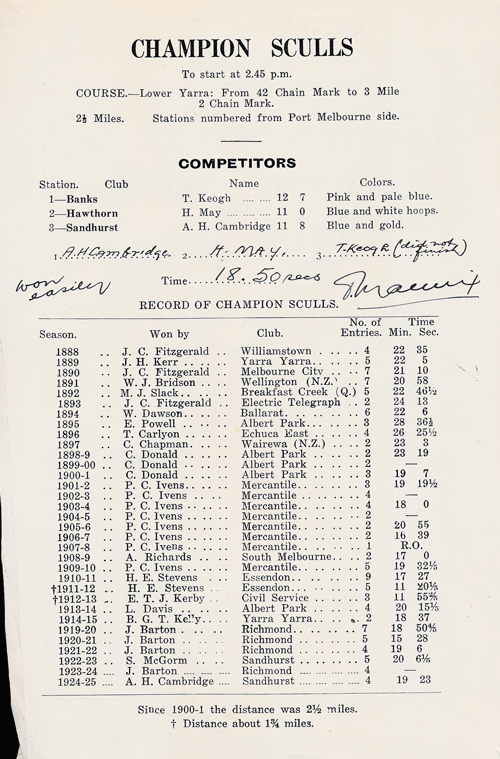 CHAMPION SCULLS
To start at 2.45 p.m.
COURSE.—Lower Yarra: From 42 Chain Mark to 3 Mile
2 Chain Mark.
2½ Miles. Stations numbered from Port Melbourne side.
COMPETITORS
Station. Club Name Colors.
1—Banks T. Keogh .... .... 12 7 Pink and pale blue.
2—Hawthorn H. May .... .... .... 11 0 Blue and white hoops.
3—Sandhurst A. H. Cambridge 11 8 Blue and gold.
1. A.H Cambridge. 2. H. MAY. 3. T. Keogh (did not finish)
won easily Time 18. 50 secs
RECORD OF CHAMPION SCULLS.
No. of Time
Season. Won by Club. Entries. Min. Sec.
1888 .. J. C. Fitzgerald .. Williamstown .... 4 22 35
1889 .. J. H. Kerr ...... Yarra Yarra.. .. 5 22 5
1890 .. J. C. Fitzgerald .. Melbourne City .. 7 21 10
1891 .. W. J. Bridson .. .. Wellington (N.Z.) .. 7 20 58
1892 .. M. J. Slack.. .. .. Breakfast Creek (Q.) 5 22 46½
1893 .. J. C. Fitzgerald .. Electric Telegraph .. 2 24 13
1894 .. W. Dawson.. .. .. Ballarat.. .. .. .. 6 22 6
1895 .. E. Powell .. .. .. Albert Park.. .. .. 3 28 36½
1896 .. T. Carlyon .. .. .. Echuca East .. .. 4 26 25½
1897 .. C. Chapman.. .. .. Wairewa (N.Z.) .. 2 23 3
1898-9 .. C. Donald .. .. .. Albert Park .. .. 2 23 19
1899-00 .. C. Donald .. .. .. Albert Park .. .. 2 —
1900-1 .. C. Donald .. .. .. Albert Park .. .. 3 19 7
1901-2 .. P. C. Ivens.. .. .. Mercantile.. .. .. 3 19 19½
1902-3 .. P. C. Ivens .. .. Mercantile .. .. .. 4 —
1903-4 .. P. C. Ivens .. .. Mercantile.. .. .. 4 18 0
1904-5 .. P. C. Ivens .. .. Mercantile.. .. .. 2 —
1905-6 .. P. C. Ivens .. .. Mercantile.. .. .. 2 20 55
1906-7 .. P. C. Ivens .. .. Mercantile.. .. .. 2 16 39
1907-8 .. P. C. Ivens .. .. Mercantile.. .. .. 1 R.O.
1908-9 .. A. Richards .. .. South Melbourne.. .. 2 17 0
1909-10 .. P. C. Ivens .. .. Mercantile.. .. .. 5 19 32⅕
1910-11 .. H. E. Stevens .. Essendon.. .. .. 9 17 27
†1911-12 .. H. E. Stevens .. Essendon.. .. .. 5 11 20⅗
†1912-13 .. E. T. J. Kerby .. Civil Service .. .. 3 11 55⅖
1913-14 .. L. Davis .. .. .. Albert Park .. .. 4 20 15⅗
1914-15 .. B. G. T. Kelly.. .. Yarra Yarra.. .. 2 18 37
1919-20 .. J. Barton .. .. .. Richmond.. .. .. 7 18 50⅘
1920-21 .. J. Barton .. .. .. Richmond .. .. .. 5 15 28
1921-22 .. J. Barton .. .. .. Richmond .. .. .. 4 19 6
1922-23 .. S. McGorm .. .. Sandhurst .. .. .. 5 20 6⅕
1923-24 .... J. Barton .... .... Richmond .... .... .... 4 —
1924-25 .... A. H. Cambridge .... Sandhurst .... .... .... 4 19 23
Since 1900-1 the distance was 2½ miles.
† Distance about 1¾ miles.